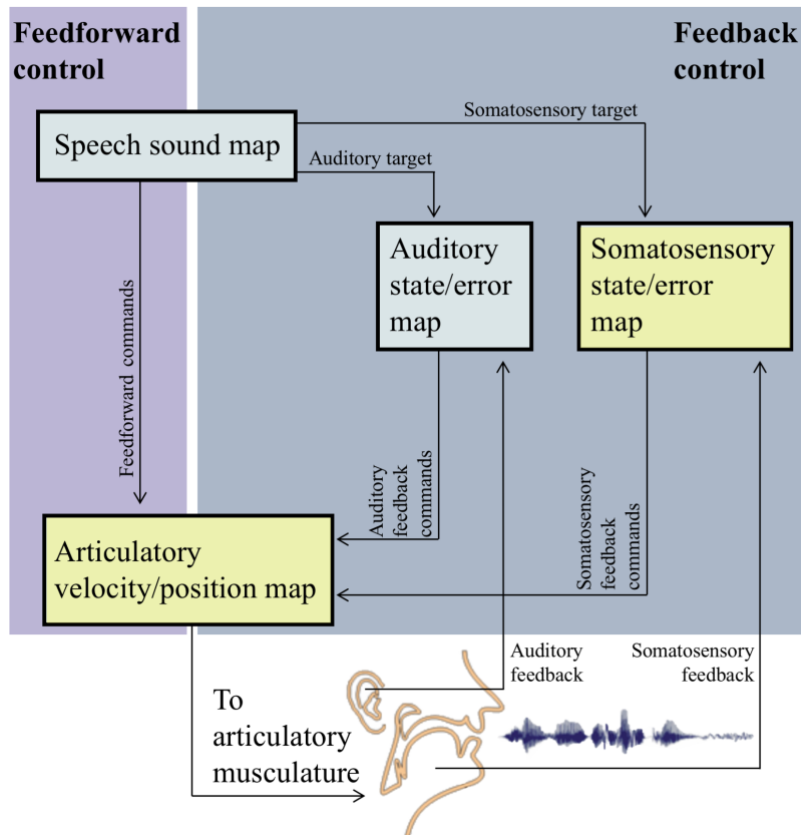 Feedforward
control
Feedback
control
Somatosensory target
Speech sound map
Auditory target
Auditory
state/error
map
Somatosensory
state/error
map
Feedforward commands
Auditory
feedback
commands
Somatosensory
feedback
commands
Articulatory
velocity/position map
Auditory
feedback
Somatosensory
feedback
To
articulatory
musculature